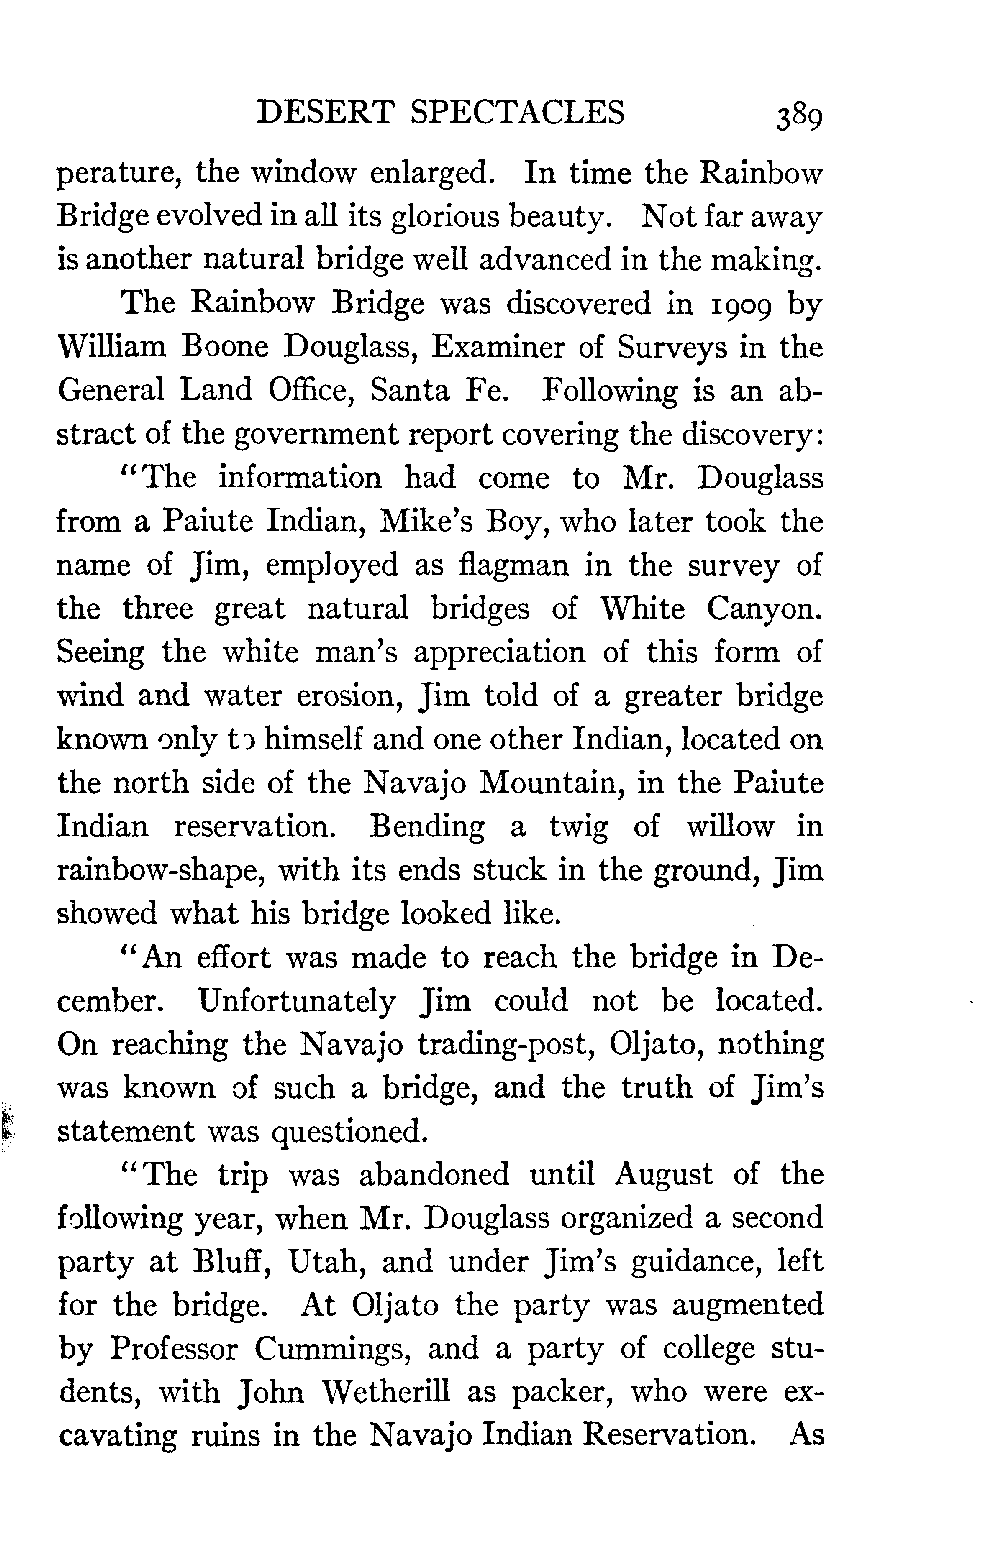 DESERT SPECTACLES 389
perature, the window enlarged. In time the Rainbow
Bridge evolved in all its glorious beauty. Not far away
is another natural bridge well advanced in the making.
The Rainbow Bridge was discovered in 1909 by
William Boone Douglass, Examiner of Surveys in the
General Land Office, Santa Fe. Following is an ab-
stract of the government report covering the discovery:
"The information had come to Mr. Douglass
from a Paiute Indian, Mike's Boy, who later took the
name of Jim, employed as flagman in the survey of
the three great natural bridges of White Canyon.
Seeing the white man's appreciation of this form of
wind and water erosion, Jim told of a greater bridge
known only to himself and one other Indian, located on
the north side of the Navajo Mountain, in the Paiute
Indian reservation. Bending a twig of willow in
rainbow-shape, with its ends stuck in the ground, Jim
showed what his bridge looked like.
"An effort was made to reach the bridge in De-
cember. Unfortunately Jim could not be located.
On reaching the Navajo trading-post, Oljato, nothing
was known of such a bridge, and the truth of Jim's
statement was questioned.
"The trip was abandoned until August of the
following year, when Mr. Douglass organized a second
party at Bluff, Utah, and under Jim's guidance, left
for the bridge. At Oljato the party was augmented
by Professor Cummings, and a party of college stu-
dents, with John Wetherill as packer, who were ex-
cavating ruins in the Navajo Indian Reservation. As